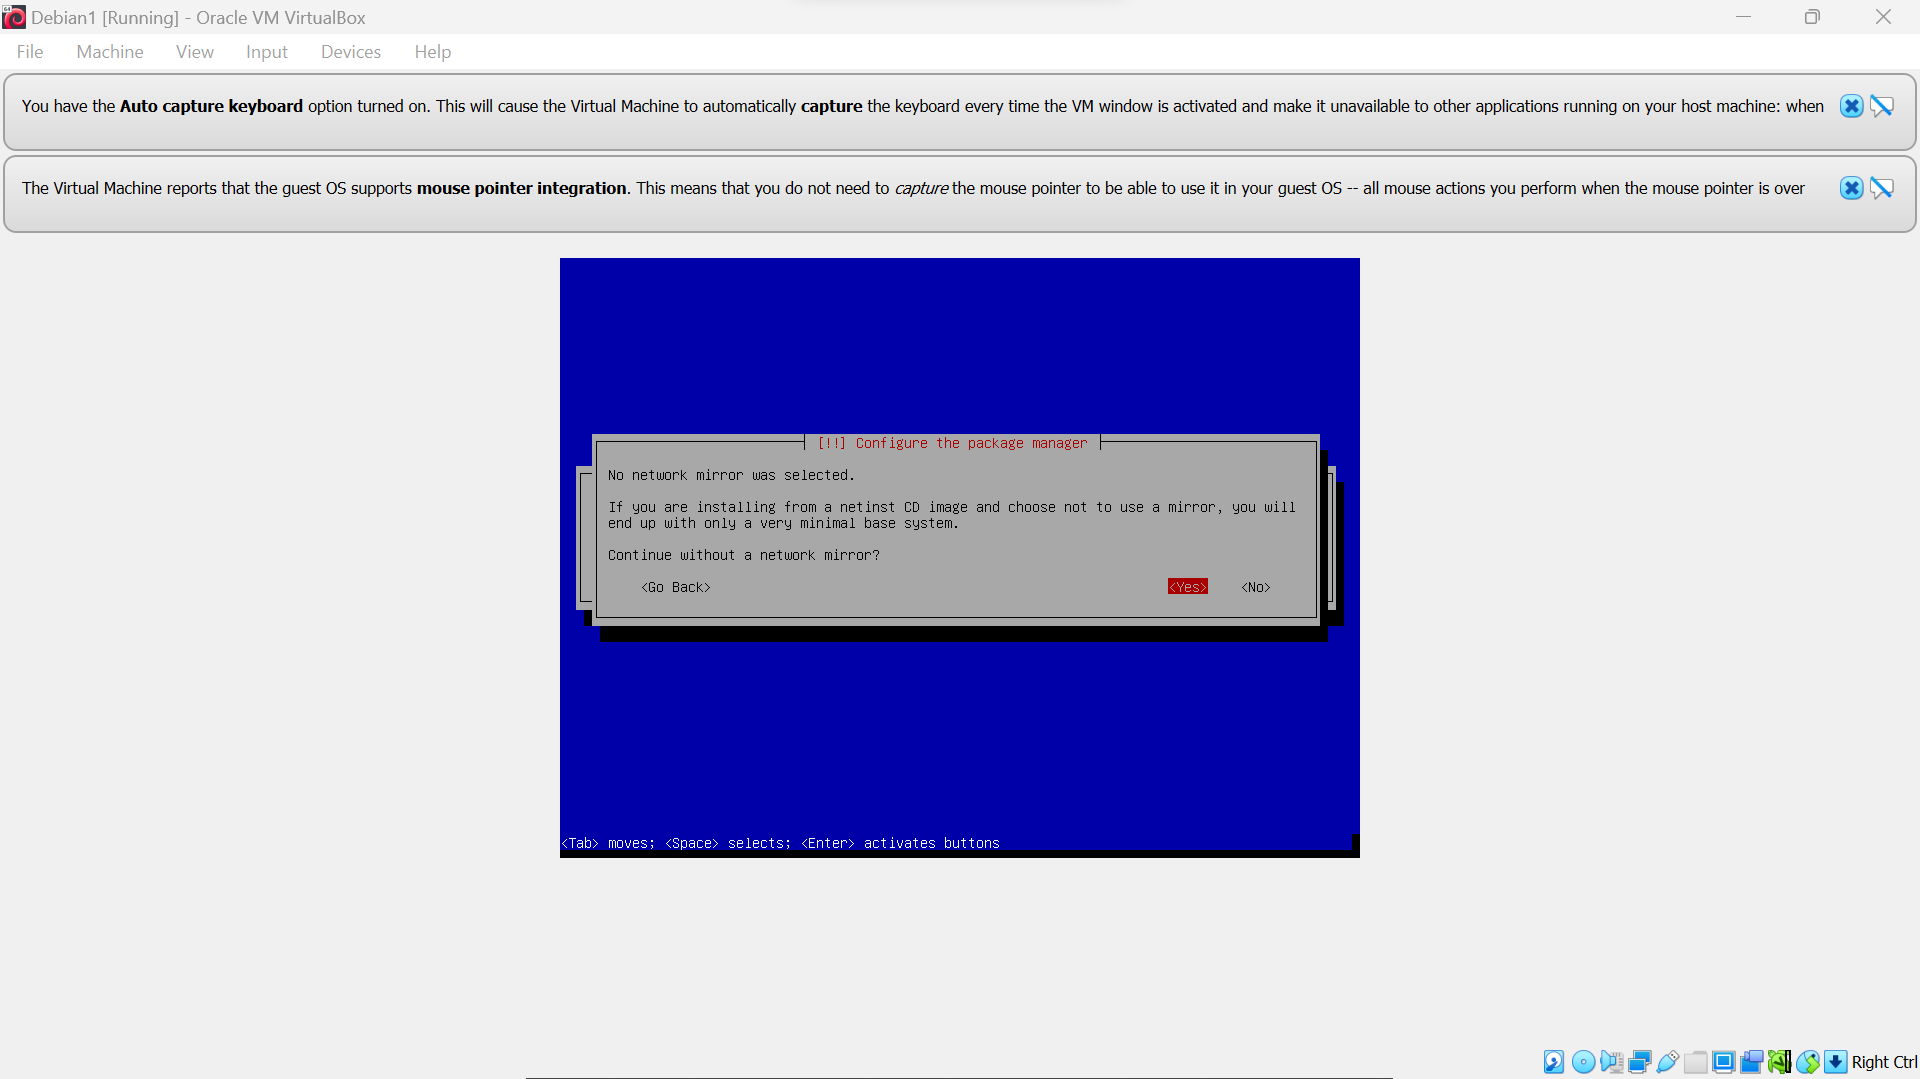 Debian1 [Running] - Oracle VM VirtualBox
File Machine View Input Devices Help
You have the Auto capture keyboard option turned on. This will cause the Virtual Machine to automatically capture the keyboard every time the VM window is activated and make it unavailable to other applications running on your host machine: when
The Virtual Machine reports that the guest OS supports mouse pointer integration. This means that you do not need to capture the mouse pointer to be able to use it in your guest OS -- all mouse actions you perform when the mouse pointer is over
[!!] Configure the package manager
No network mirror was selected.
If you are installing from a netinst CD image and choose not to use a mirror, you will
end up with only a very minimal base system.
Continue without a network mirror?
<Go Back> <Yes> <No>
<Tab> moves; <Space> selects; <Enter> activates buttons
Right Ctrl